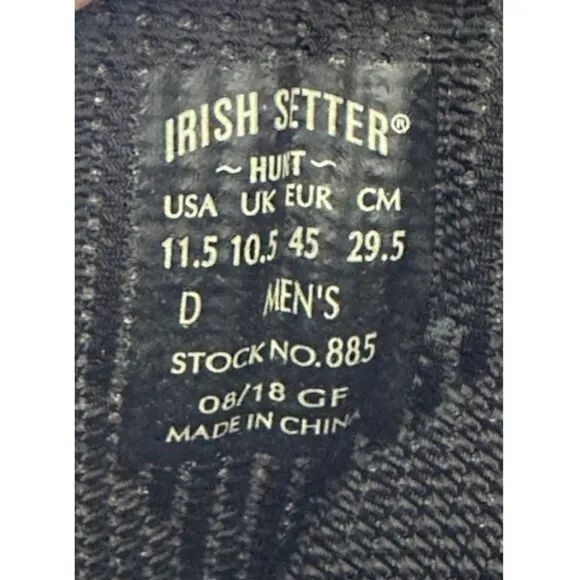 IRISH SETTER®
~ HUNT ~
USA UK EUR CM
11.5 10.5 45 29.5
D MEN'S
STOCK NO. 885
08/18 GF
MADE IN CHINA